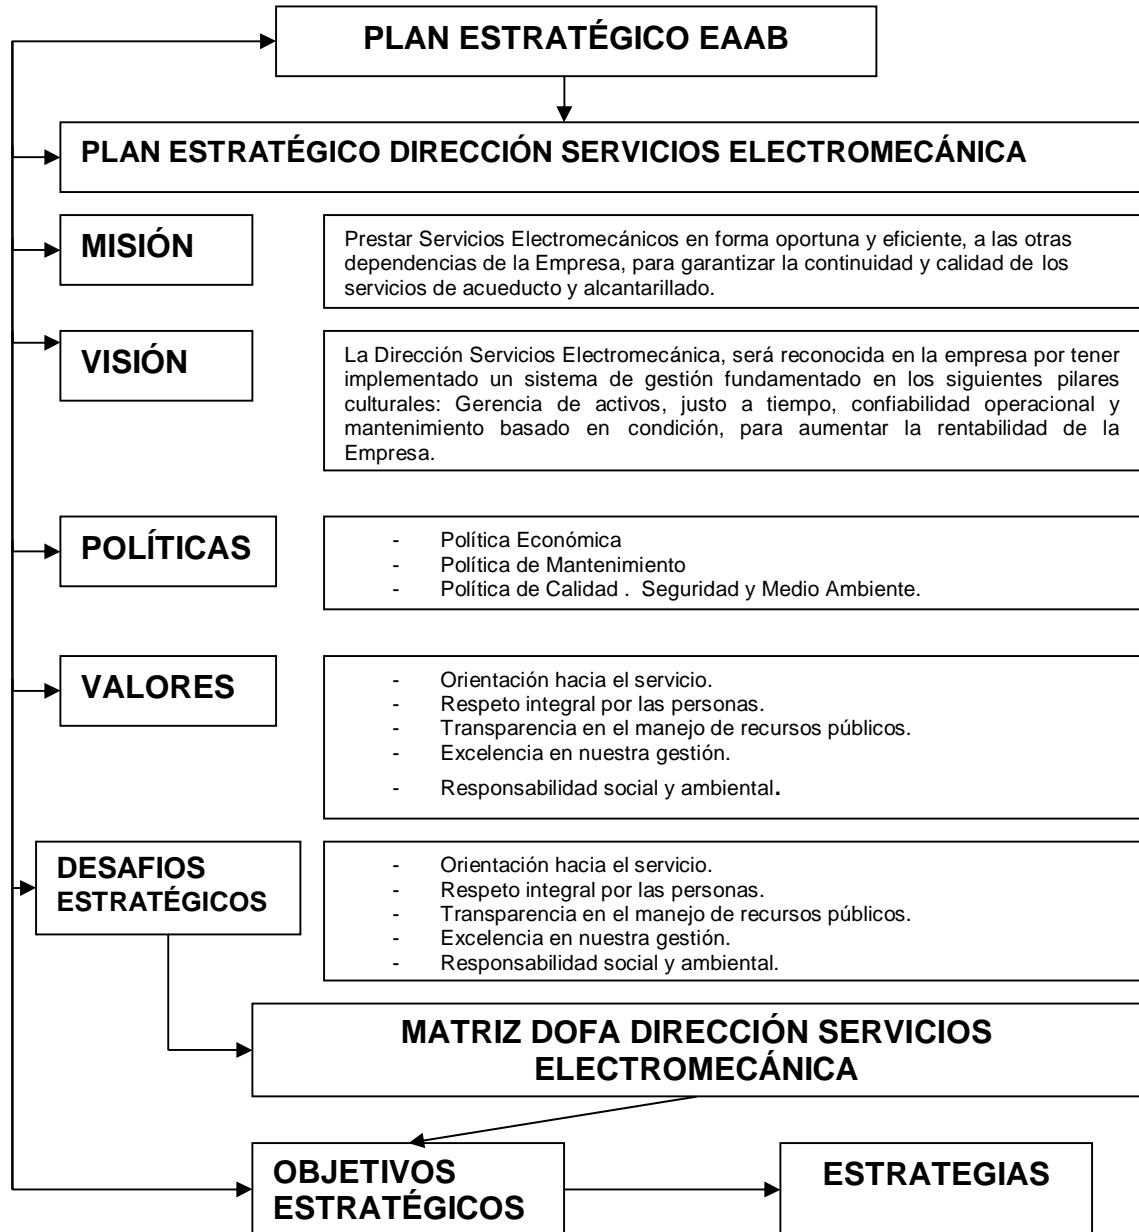 PLAN ESTRATÉGICO EAAB
PLAN ESTRATÉGICO DIRECCIÓN SERVICIOS ELECTROMECÁNICA
MISIÓN
Prestar Servicios Electromecánicos en forma oportuna y eficiente, a las otras
dependencias de la Empresa, para garantizar la continuidad y calidad de los
servicios de acueducto y alcantarillado.
VISIÓN
La Dirección Servicios Electromecánica, será reconocida en la empresa por tener
implementado un sistema de gestión fundamentado en los siguientes pilares
culturales: Gerencia de activos, justo a tiempo, confiabilidad operacional y
mantenimiento basado en condición, para aumentar la rentabilidad de la
Empresa.
POLÍTICAS
- Política Económica
- Política de Mantenimiento
- Política de Calidad . Seguridad y Medio Ambiente.
VALORES
- Orientación hacia el servicio.
- Respeto integral por las personas.
- Transparencia en el manejo de recursos públicos.
- Excelencia en nuestra gestión.
- Responsabilidad social y ambiental.
DESAFIOS
ESTRATÉGICOS
- Orientación hacia el servicio.
- Respeto integral por las personas.
- Transparencia en el manejo de recursos públicos.
- Excelencia en nuestra gestión.
- Responsabilidad social y ambiental.
MATRIZ DOFA DIRECCIÓN SERVICIOS
ELECTROMECÁNICA
OBJETIVOS
ESTRATÉGICOS
ESTRATEGIAS